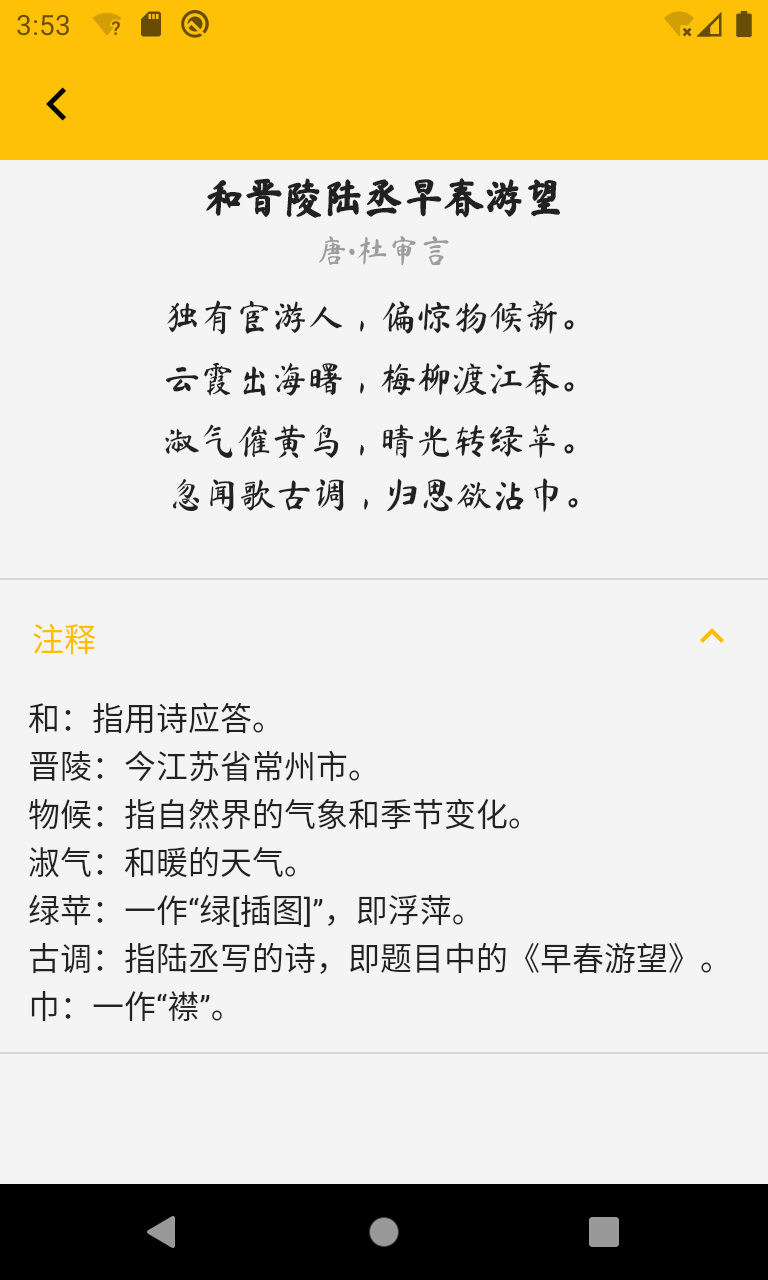 3:53
和晋陵陆丞早春游望
唐·杜审言
独有宦游人，偏惊物候新。
云霞出海曙，梅柳渡江春。
淑气催黄鸟，晴光转绿苹。
忽闻歌古调，归思欲沾巾。
注释
和：指用诗应答。
晋陵：今江苏省常州市。
物候：指自然界的气象和季节变化。
淑气：和暖的天气。
绿苹：一作“绿[插图]”，即浮萍。
古调：指陆丞写的诗，即题目中的《早春游望》。
巾：一作“襟”。